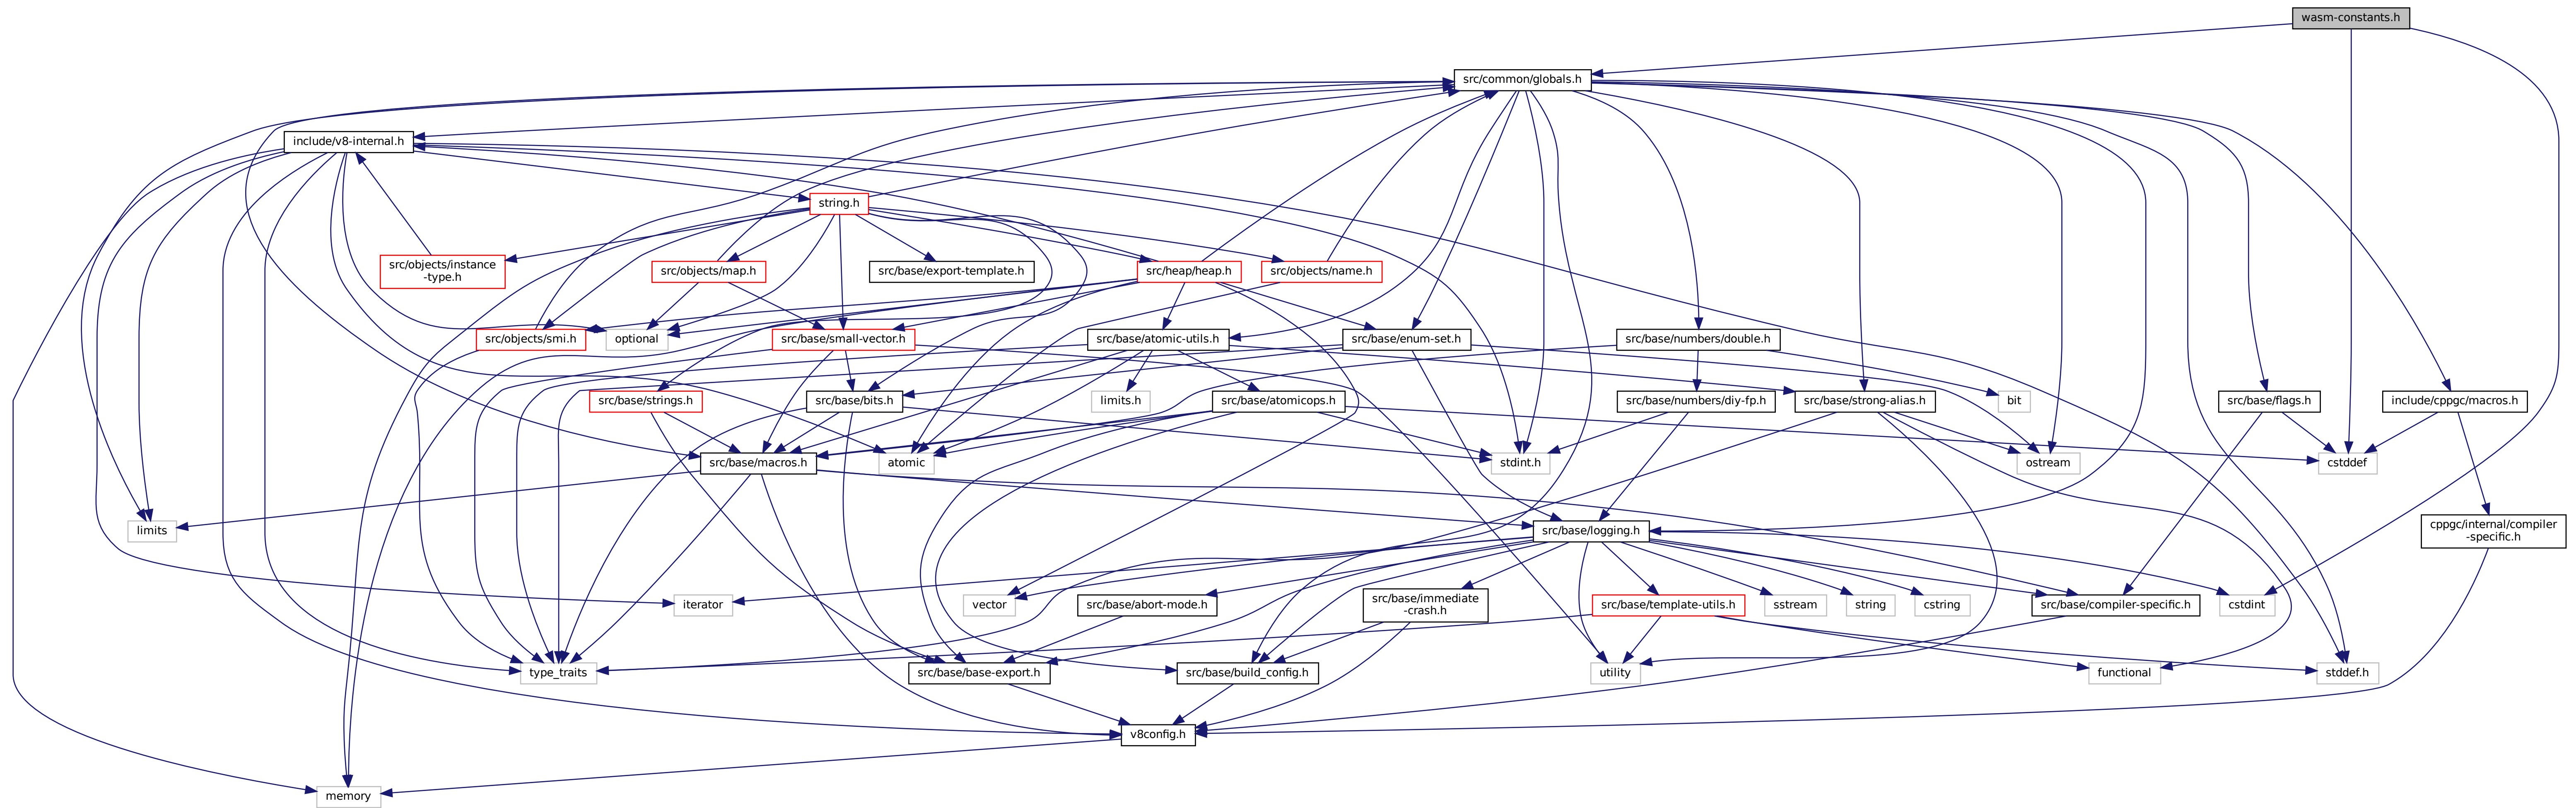 wasm-constants.h
src/common/globals.h
include/v8-internal.h
string.h
src/objects/instance
-type.h
src/objects/map.h
src/base/export-template.h
src/heap/heap.h
src/objects/name.h
src/objects/smi.h
optional
src/base/small-vector.h
src/base/atomic-utils.h
src/base/enum-set.h
src/base/numbers/double.h
src/base/strings.h
src/base/bits.h
limits.h
src/base/atomicops.h
src/base/numbers/diy-fp.h
src/base/strong-alias.h
bit
src/base/flags.h
include/cppgc/macros.h
src/base/macros.h
atomic
stdint.h
ostream
cstddef
limits
src/base/logging.h
cppgc/internal/compiler
-specific.h
iterator
vector
src/base/abort-mode.h
src/base/immediate
-crash.h
src/base/template-utils.h
sstream
string
cstring
src/base/compiler-specific.h
cstdint
type_traits
src/base/base-export.h
src/base/build_config.h
utility
functional
stddef.h
v8config.h
memory